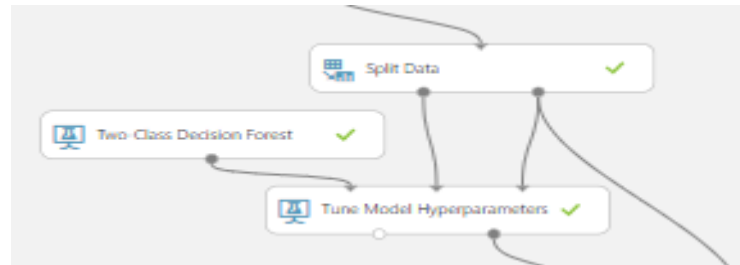 Split Data
Two-Class Decision Forest
Tune Model Hyperparameters